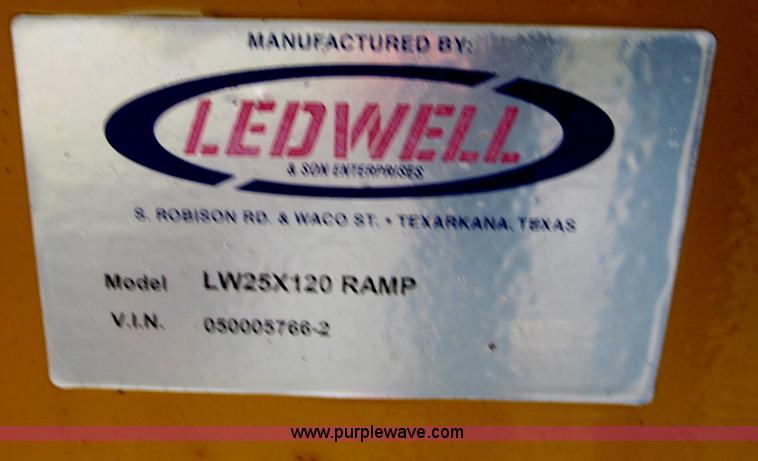 MANUFACTURED BY:
LEDWELL
& SON ENTERPRISES
S. ROBISON RD. & WACO ST. • TEXARKANA, TEXAS
Model LW25X120 RAMP
V.I.N. 050005766-2
www.purplewave.com